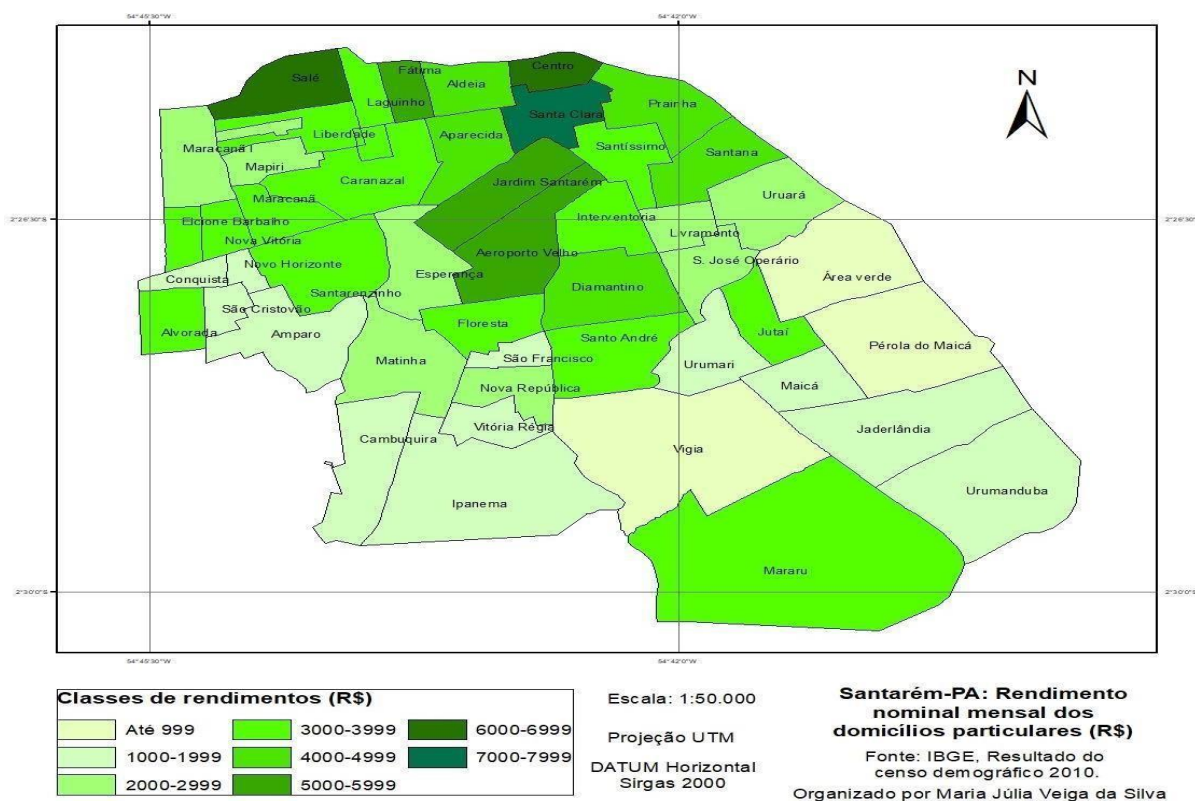 54°45'30"W
54°42'0"W
N
Salé
Fátima
Centro
Aldeia
Laguinho
Santa Clara
Prainha
Liberdade
Aparecida
Maracanã I
Santíssimo
Santana
Mapiri
Caranazal
Jardim Santarém
Uruará
Maracanã
2°26'30"S
Elcione Barbalho
Interventoria
2°26'30"S
Livramento
Nova Vitória
Aeroporto Velho
Novo Horizonte
S. José Operário
Conquista
Esperança
Área verde
Santarenzinho
Diamantino
São Cristovão
Alvorada
Amparo
Floresta
Santo André
Jutaí
Pérola do Maicá
Matinha
São Francisco
Urumari
Nova República
Maicá
Vitória Régia
Jaderlândia
Cambuquira
Vigia
Urumanduba
Ipanema
Mararu
2°30'0"S
2°30'0"S
54°45'30"W
54°42'0"W
Classes de rendimentos (R$)
Até 999
1000-1999
2000-2999
3000-3999
4000-4999
5000-5999
6000-6999
7000-7999
Escala: 1:50.000
Projeção UTM
DATUM Horizontal
Sirgas 2000
Santarém-PA: Rendimento
nominal mensal dos
domicílios particulares (R$)
Fonte: IBGE, Resultado do
censo demográfico 2010.
Organizado por Maria Júlia Veiga da Silva